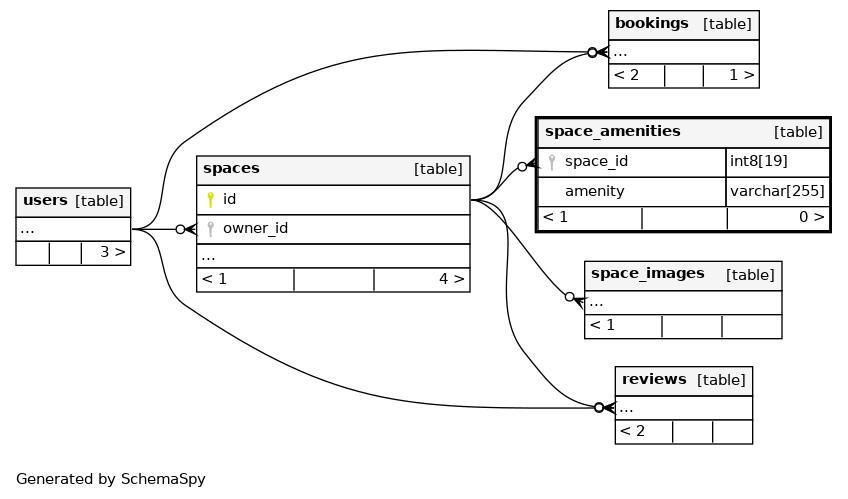 bookings [table]
...
< 2 1 >
space_amenities [table]
space_id int8[19]
amenity varchar[255]
< 1 0 >
spaces [table]
id
owner_id
...
< 1 4 >
users [table]
...
3 >
space_images [table]
...
< 1
reviews [table]
...
< 2
Generated by SchemaSpy